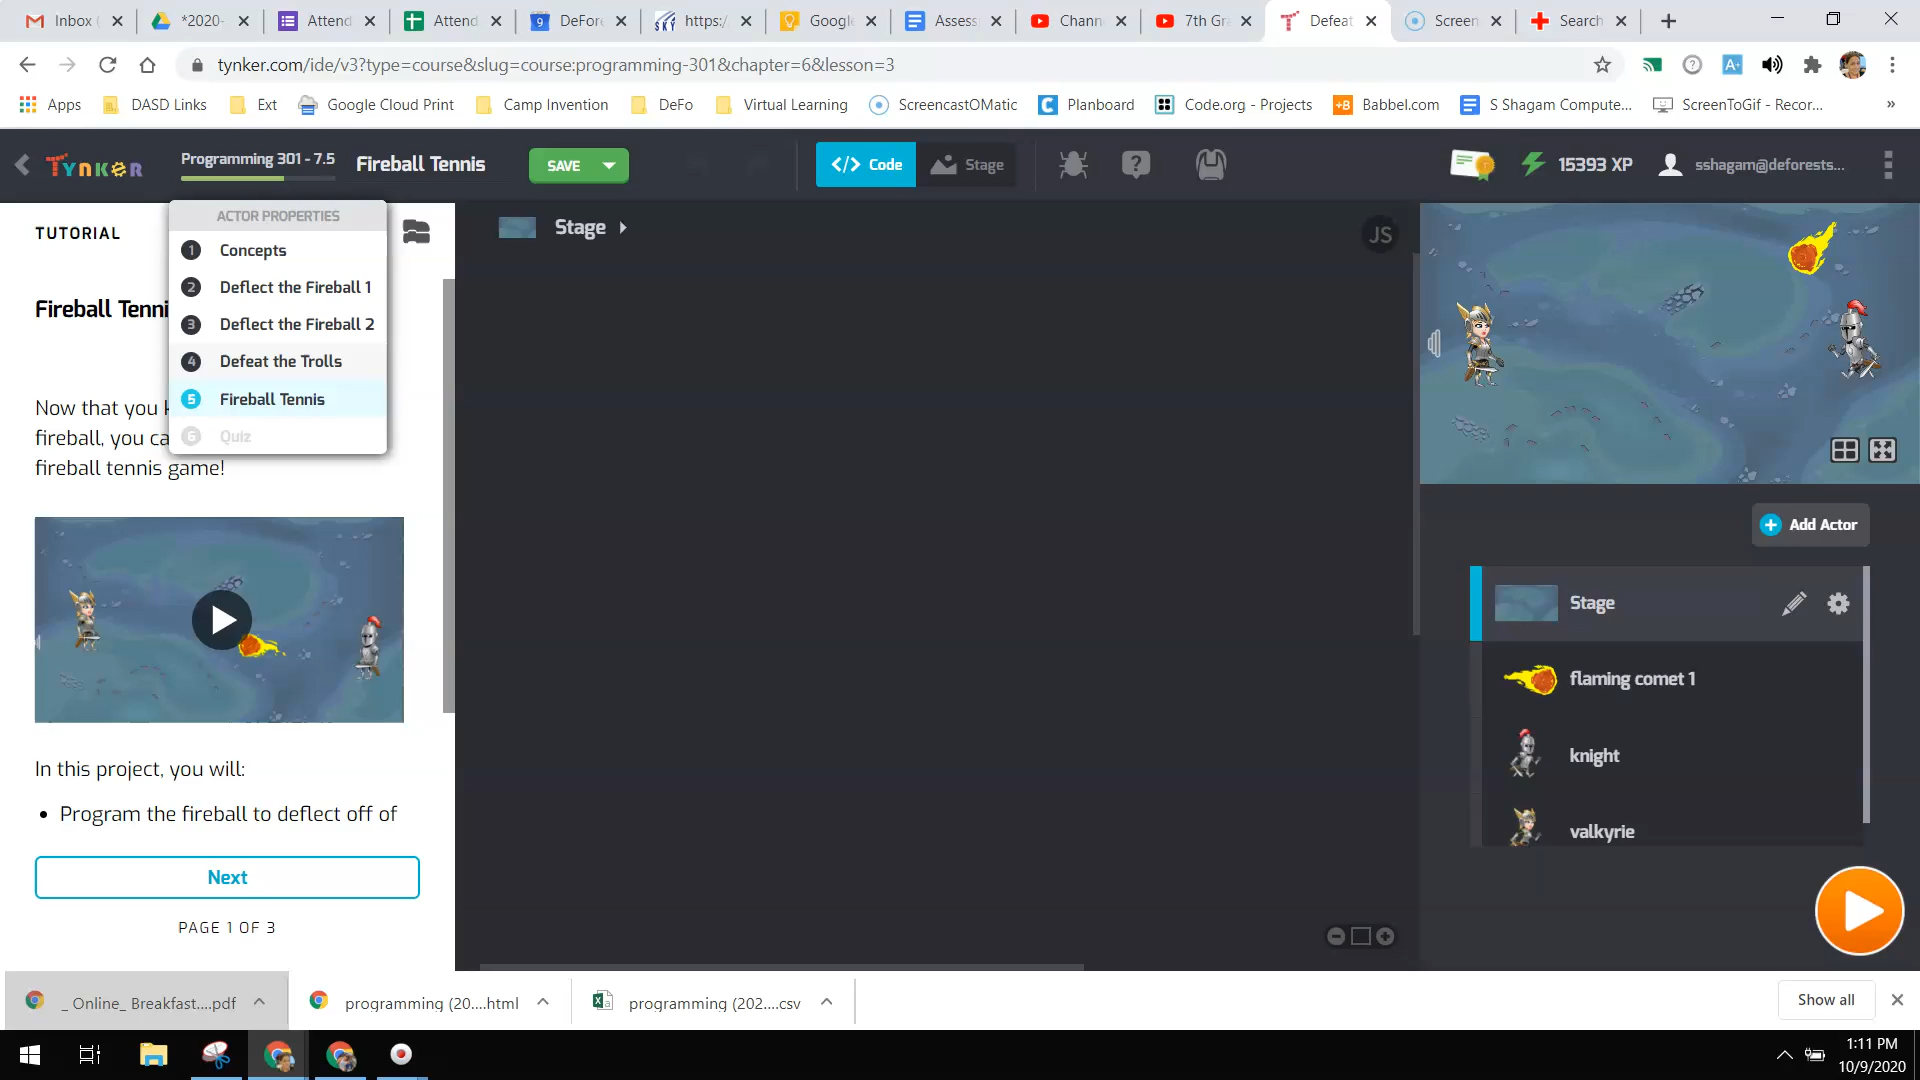 Inbox (
*2020-
Attend
Attend
DeFore
https:/
Google
Assess
Chann
7th Gra
Defeat
Screen
Search
tynker.com/ide/v3?type=course&slug=course:programming-301&chapter=6&lesson=3
Apps
DASD Links
Ext
Google Cloud Print
Camp Invention
DeFo
Virtual Learning
ScreencastOMatic
Planboard
Code.org - Projects
Babbel.com
S Shagam Compute...
ScreenToGif - Recor...
»
TYNKER
Programming 301 - 7.5
Fireball Tennis
SAVE
</> Code
Stage
15393 XP
sshagam@deforests...
TUTORIAL
ACTOR PROPERTIES
1 Concepts
2 Deflect the Fireball 1
3 Deflect the Fireball 2
4 Defeat the Trolls
5 Fireball Tennis
6 Quiz
Fireball Tenni
Now that you k
fireball, you ca
fireball tennis game!
In this project, you will:
• Program the fireball to deflect off of
Next
PAGE 1 OF 3
Stage
JS
Add Actor
Stage
flaming comet 1
knight
valkyrie
_ Online_ Breakfast....pdf
programming (20....html
programming (202....csv
Show all
1:11 PM
10/9/2020